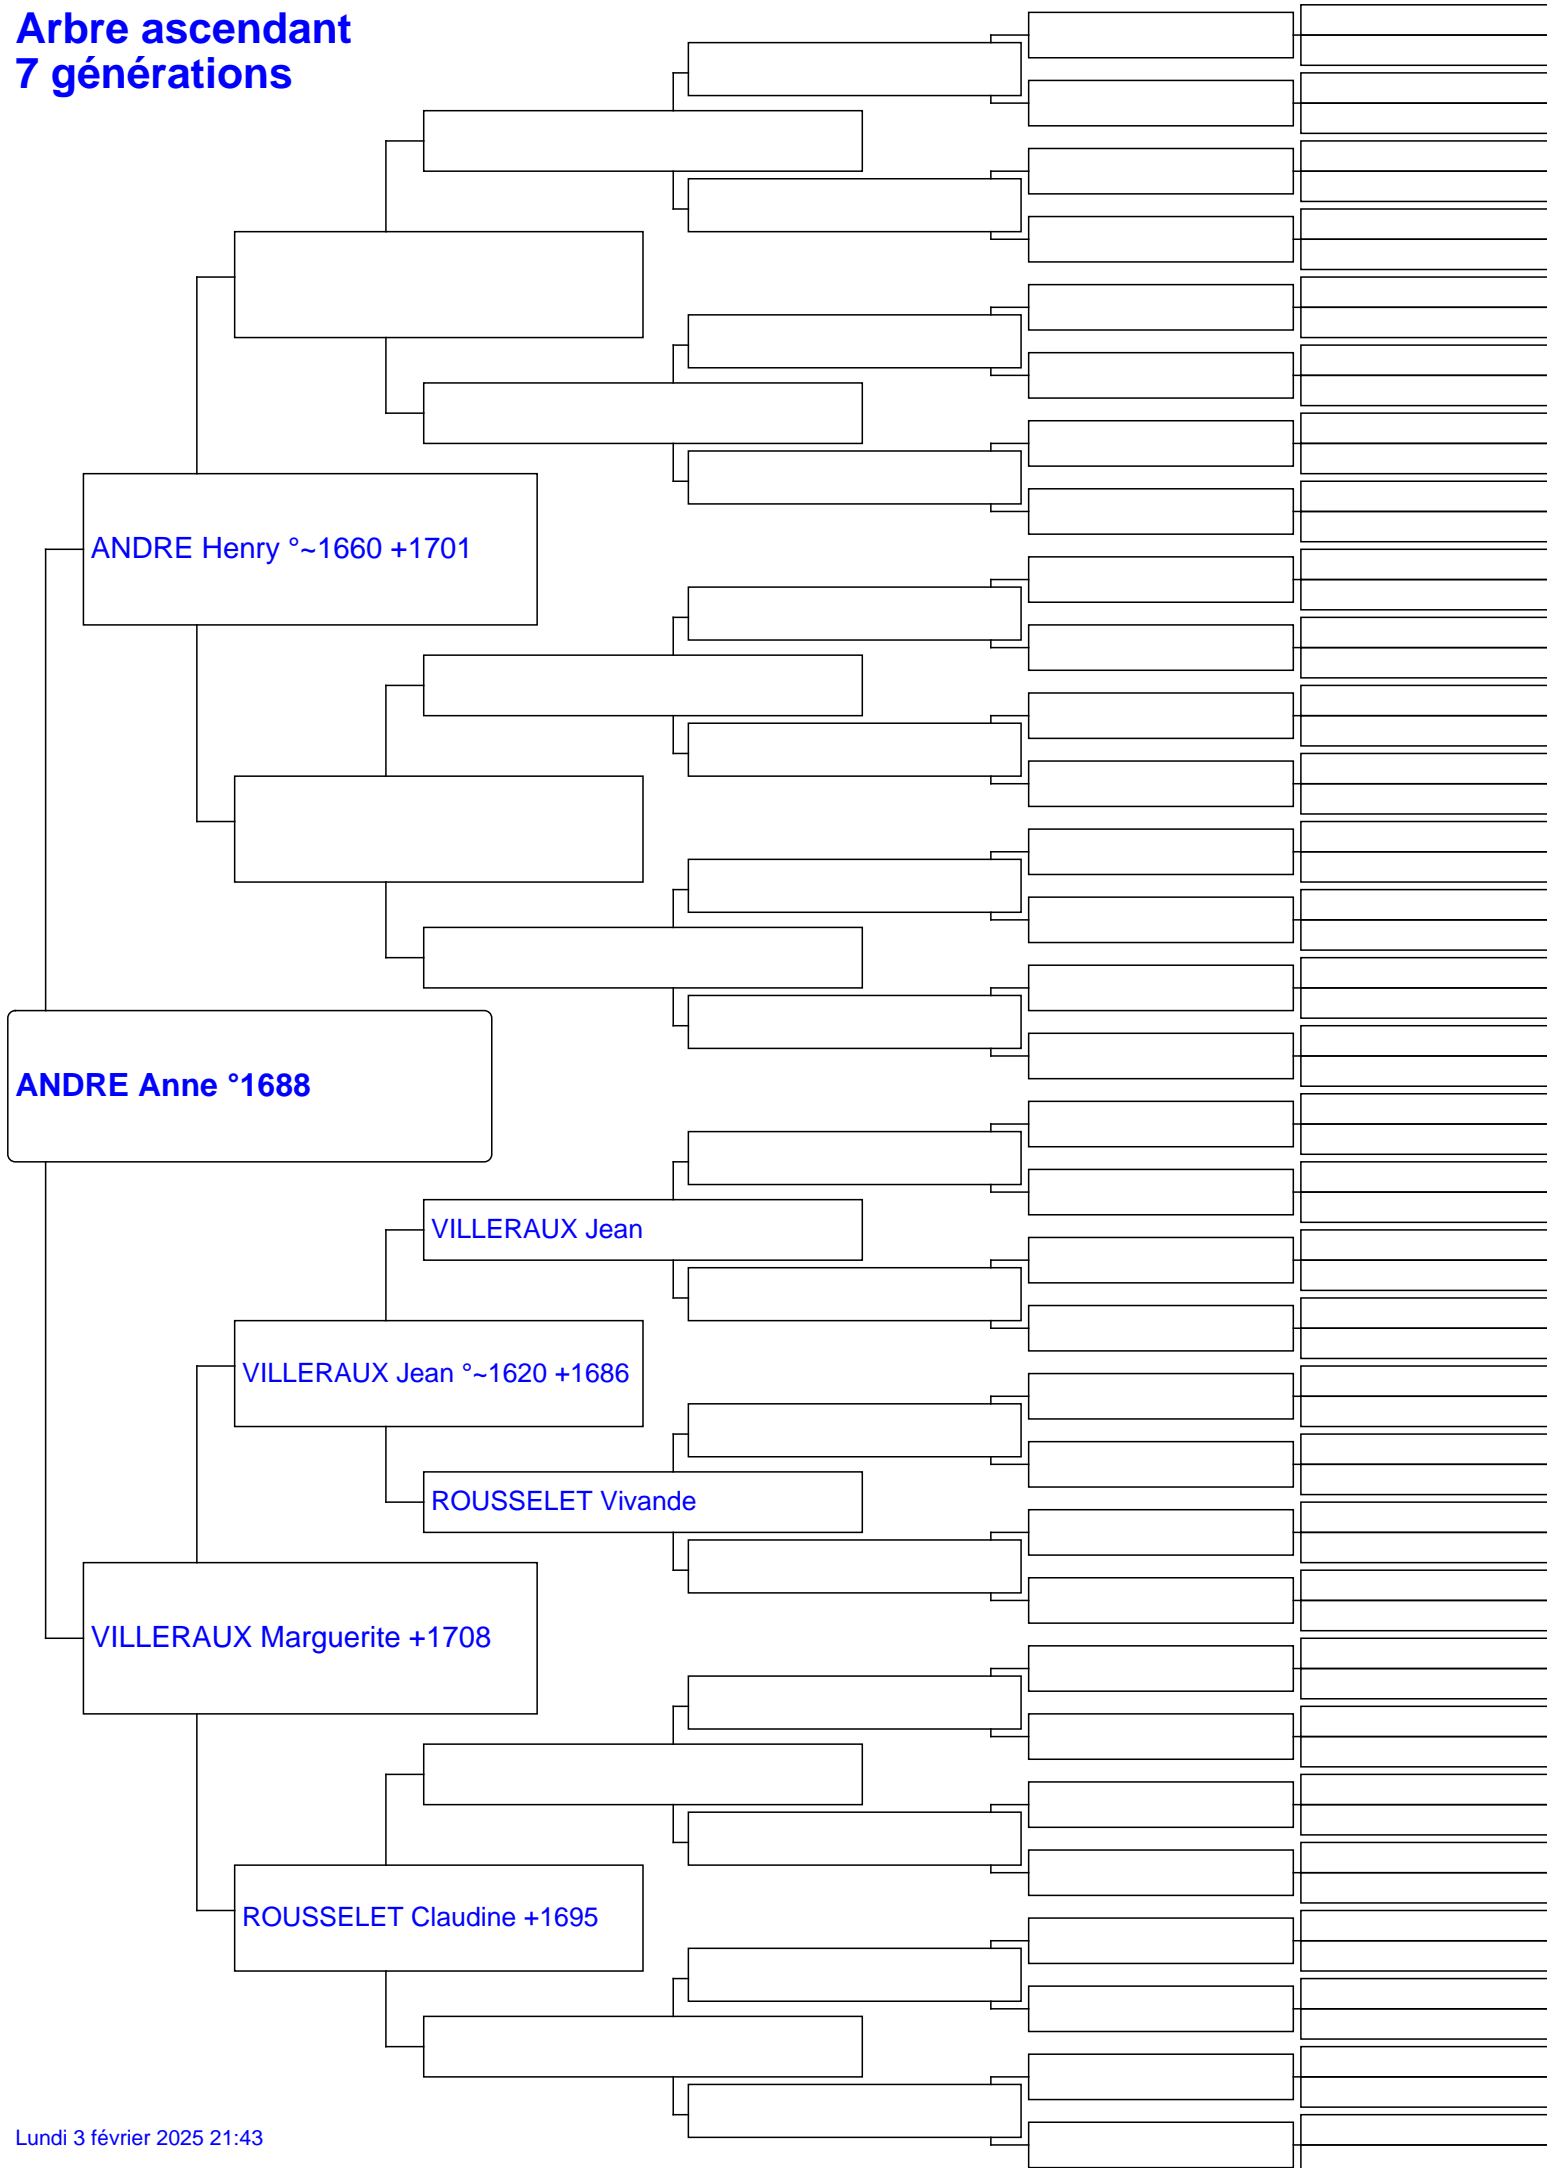 Arbre ascendant
7 générations
ANDRE Henry °~1660 +1701
ANDRE Anne °1688
VILLERAUX Jean
VILLERAUX Jean °~1620 +1686
ROUSSELET Vivande
VILLERAUX Marguerite +1708
ROUSSELET Claudine +1695
Lundi 3 février 2025 21:43